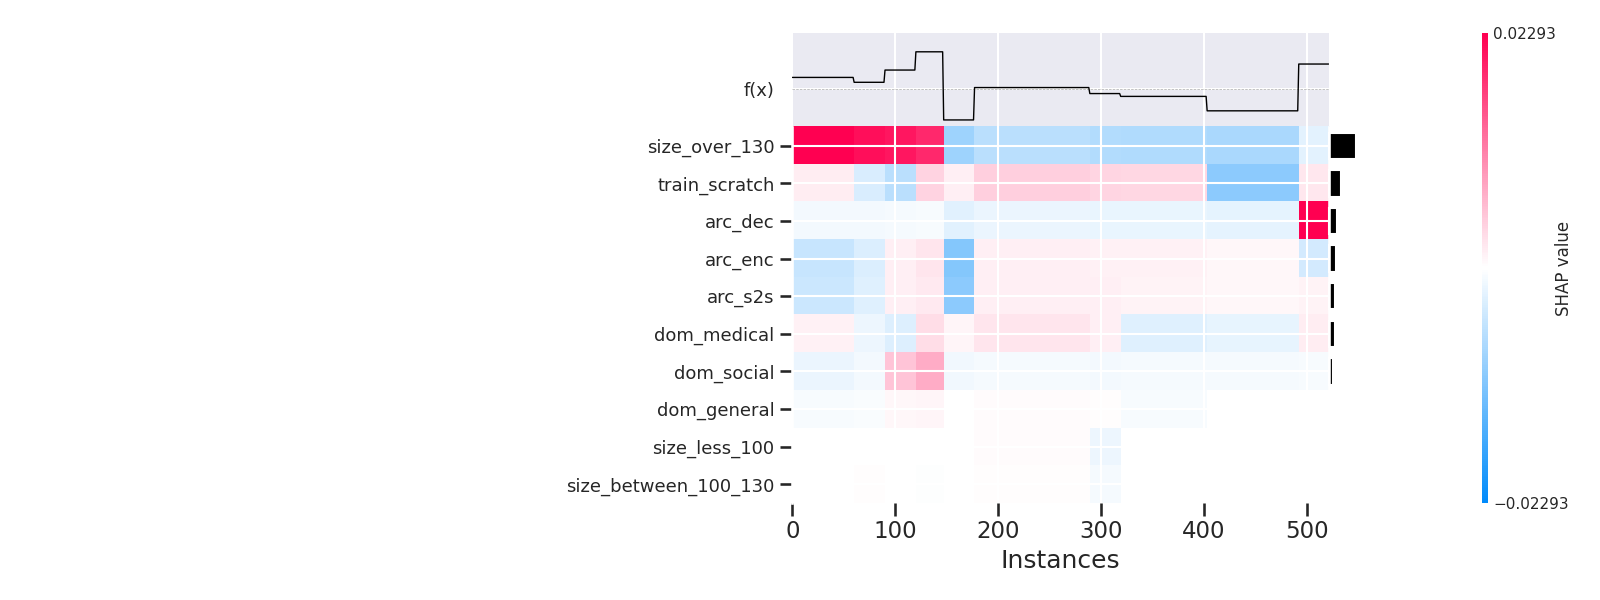 0.02293
f(x)
size_over_130
train_scratch
arc_dec
arc_enc
arc_s2s
dom_medical
dom_social
dom_general
size_less_100
size_between_100_130
SHAP value
−0.02293
0 100 200 300 400 500
Instances